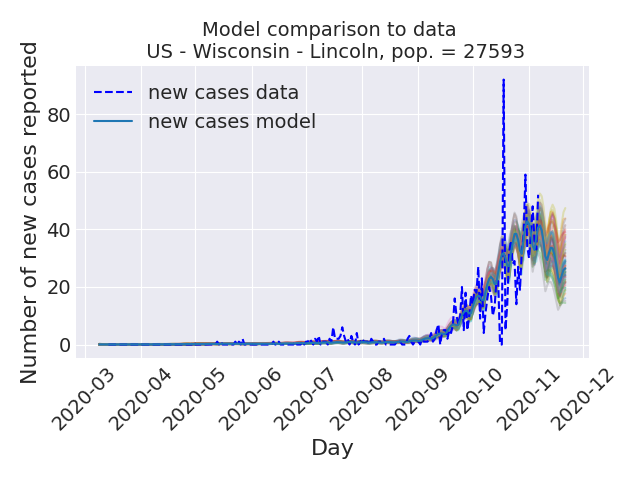 Model comparison to data
US - Wisconsin - Lincoln, pop. = 27593
Number of new cases reported
80
60
40
20
0
new cases data
new cases model
2020-03
2020-04
2020-05
2020-06
2020-07
2020-08
2020-09
2020-10
2020-11
2020-12
Day